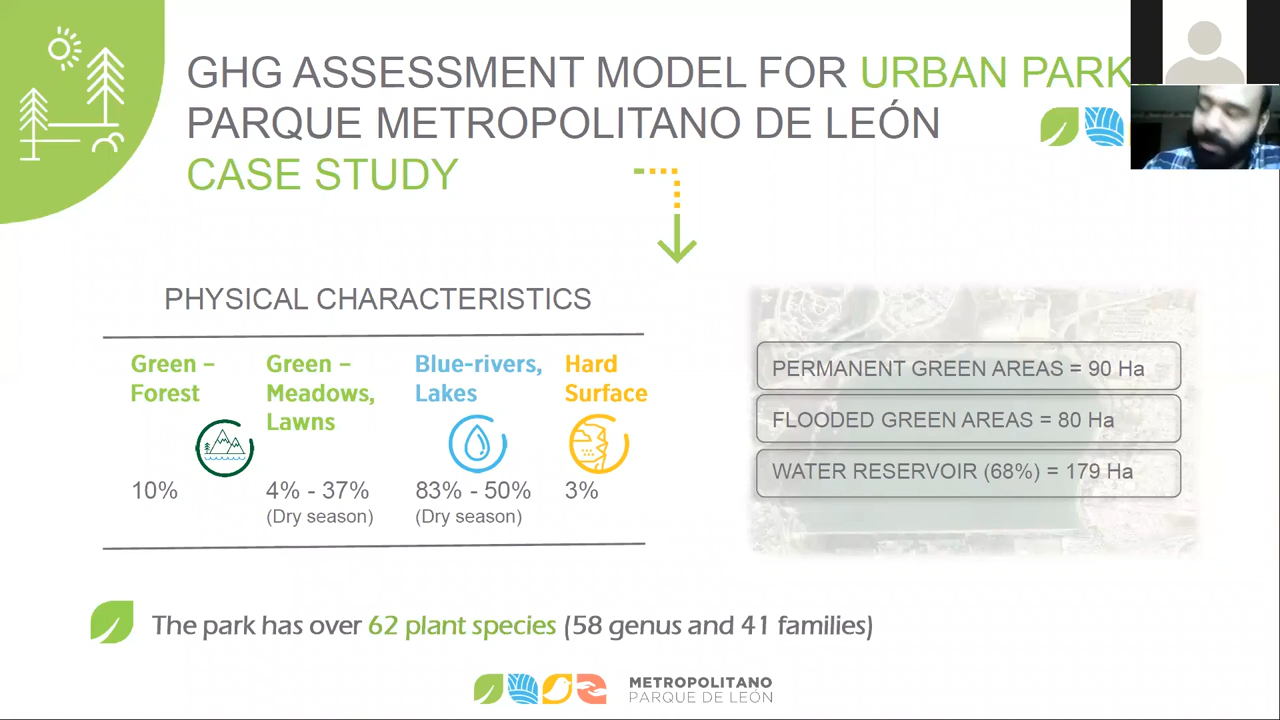 GHG ASSESSMENT MODEL FOR URBAN PARK
PARQUE METROPOLITANO DE LEÓN
CASE STUDY
PHYSICAL CHARACTERISTICS
Green –
Forest
10%
Green –
Meadows,
Lawns
4% - 37%
(Dry season)
Blue-rivers,
Lakes
83% - 50%
(Dry season)
Hard
Surface
3%
PERMANENT GREEN AREAS = 90 Ha
FLOODED GREEN AREAS = 80 Ha
WATER RESERVOIR (68%) = 179 Ha
The park has over 62 plant species (58 genus and 41 families)
METROPOLITANO
PARQUE DE LEÓN